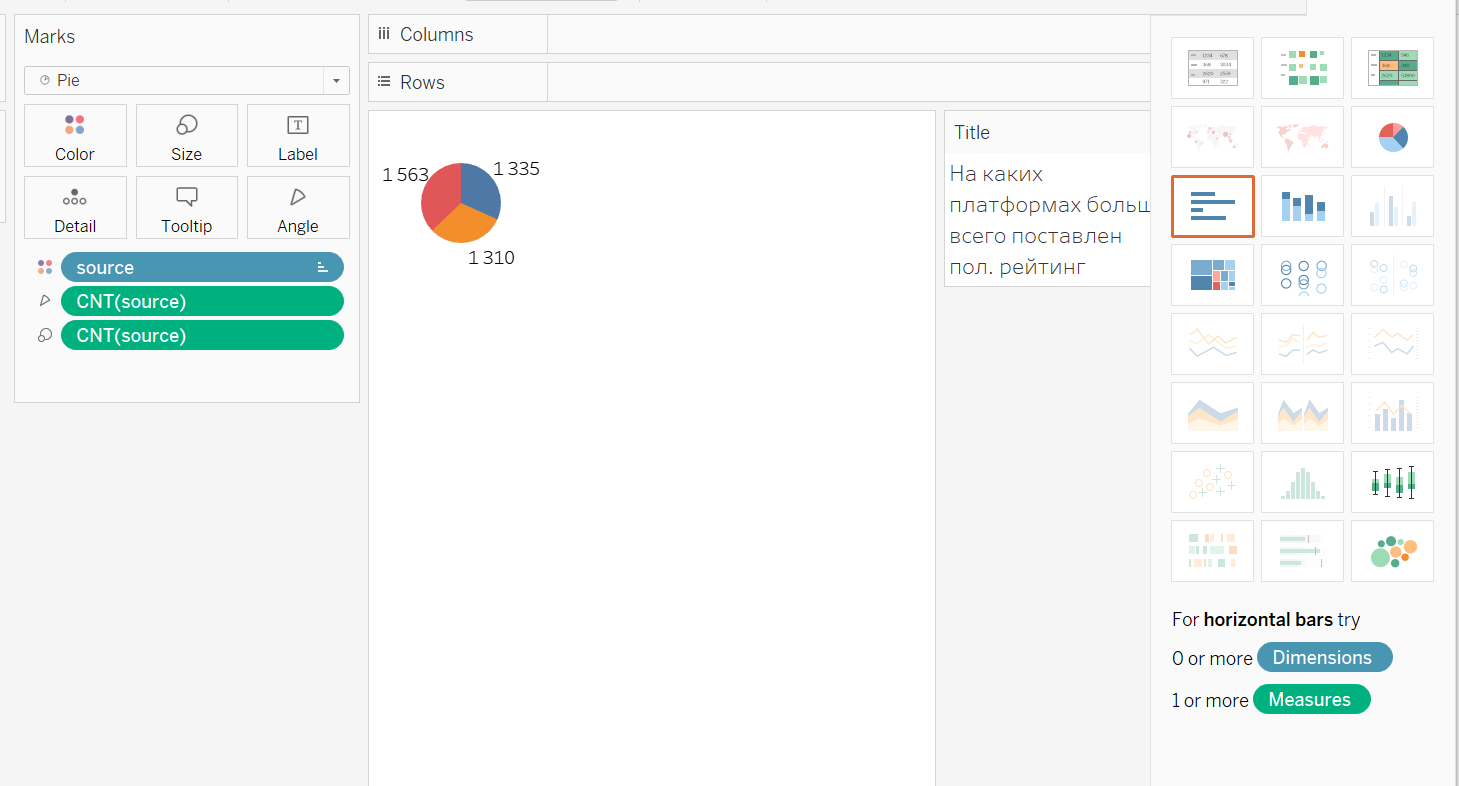 Marks
Pie
Color
Size
Label
Detail
Tooltip
Angle
source
CNT(source)
CNT(source)
Columns
Rows
1 563
1 335
1 310
Title
На каких
платформах больш
всего поставлен
пол. рейтинг
For horizontal bars try
0 or more Dimensions
1 or more Measures